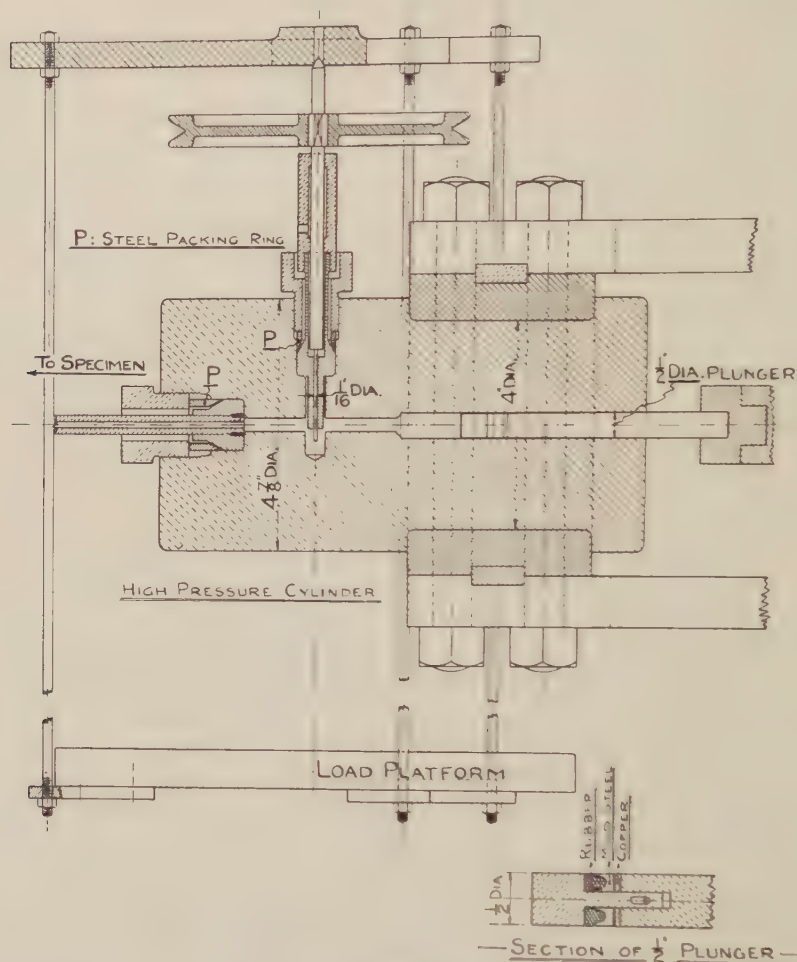 P: STEEL PACKING RING
P
TO SPECIMEN
P
1/16" DIA.
4" DIA.
1/2" DIA. PLUNGER
4 7/8" DIA.
HIGH PRESSURE CYLINDER
LOAD PLATFORM
RUBBER
STEEL
COPPER
1/2" DIA
SECTION OF 1/2" PLUNGER